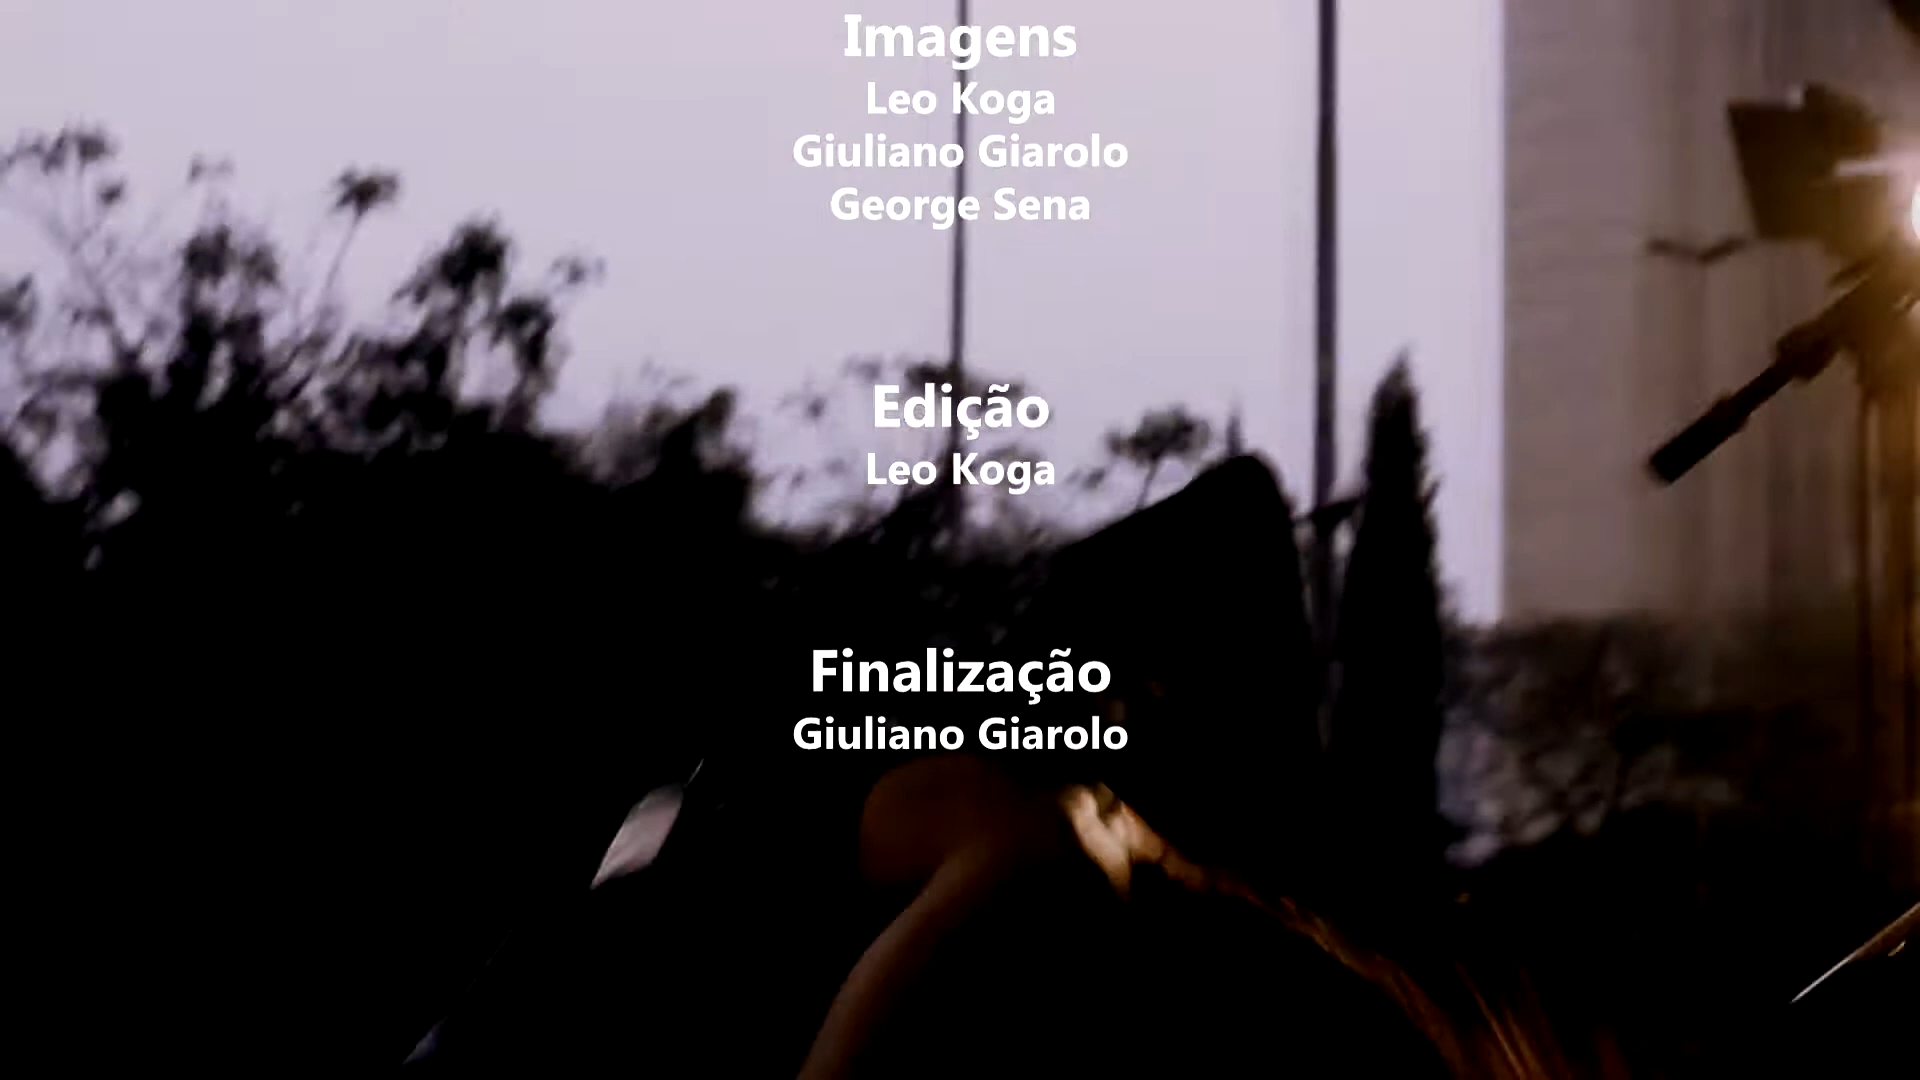 Imagens
Leo Koga
Giuliano Giarolo
George Sena
Edição
Leo Koga
Finalização
Giuliano Giarolo